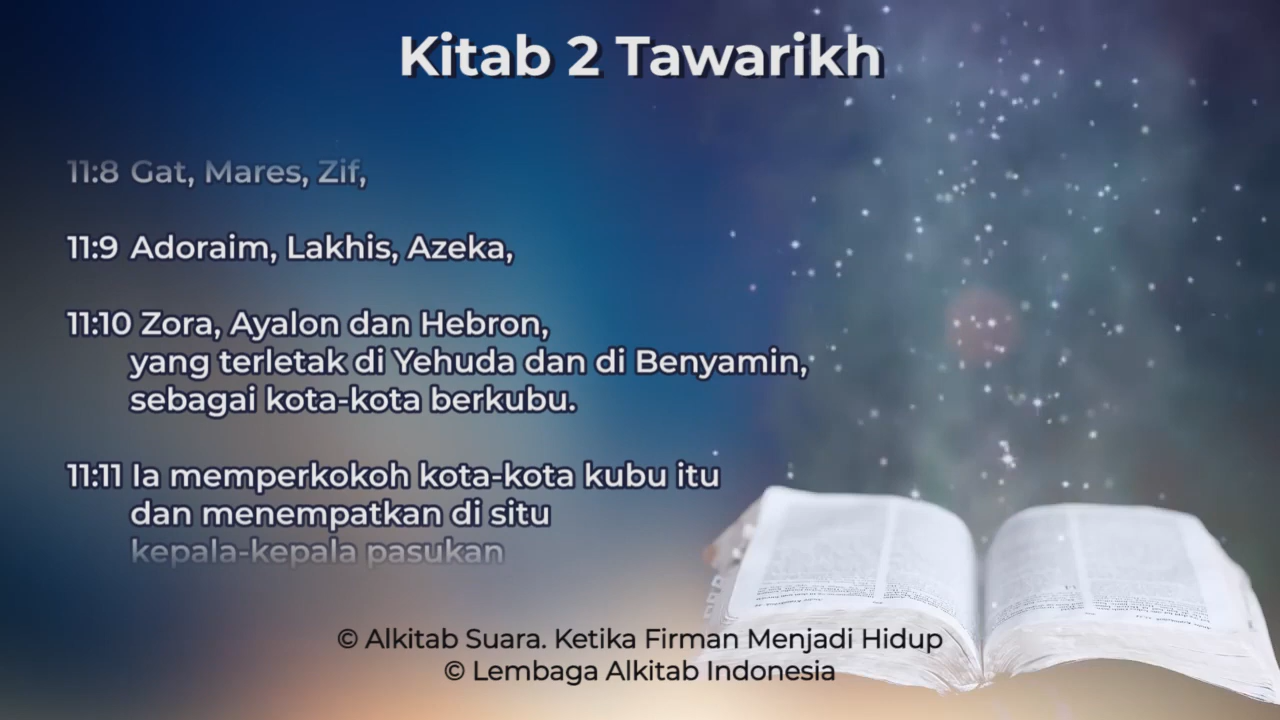 Kitab 2 Tawarikh
11:8 Gat, Mares, Zif,
11:9 Adoraim, Lakhis, Azeka,
11:10 Zora, Ayalon dan Hebron,
yang terletak di Yehuda dan di Benyamin,
sebagai kota-kota berkubu.
11:11 Ia memperkokoh kota-kota kubu itu
dan menempatkan di situ
kepala-kepala pasukan
© Alkitab Suara. Ketika Firman Menjadi Hidup
© Lembaga Alkitab Indonesia